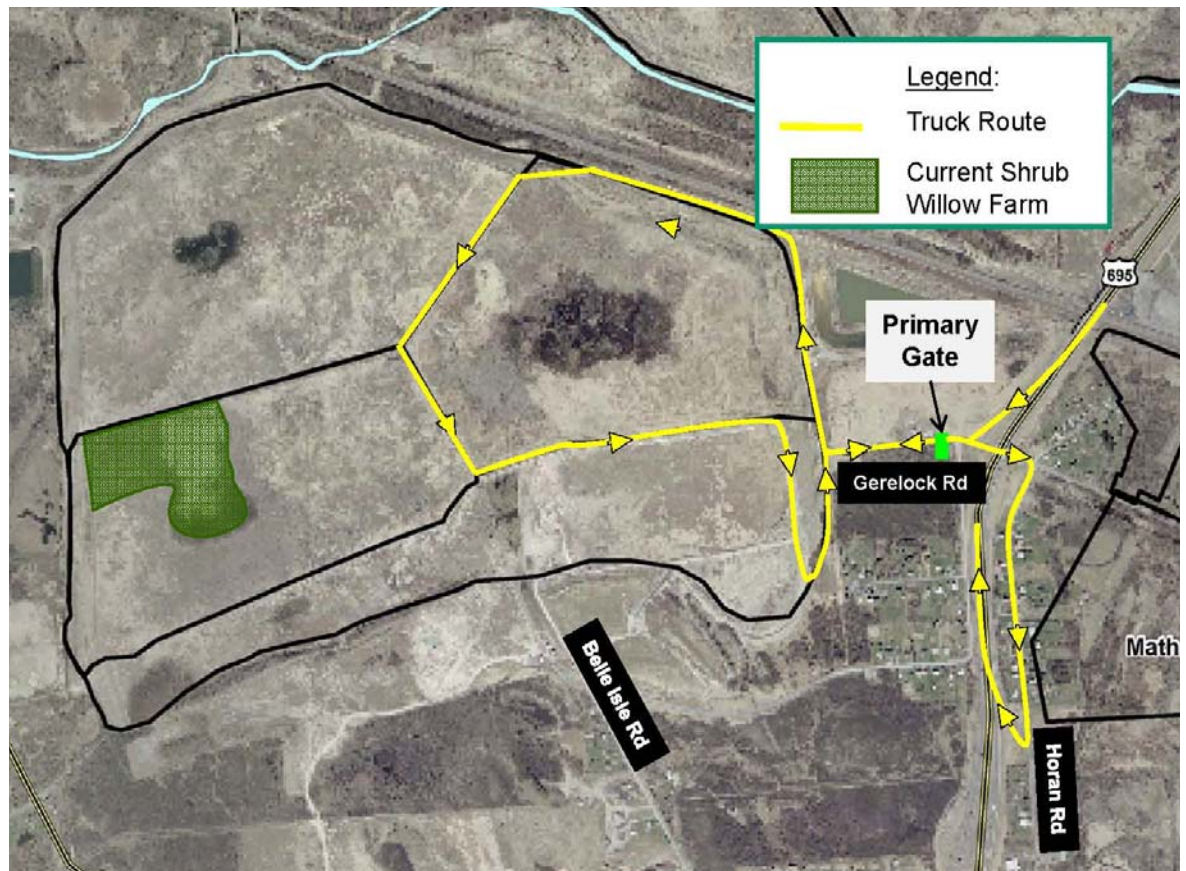 Legend:
Truck Route
Current Shrub
Willow Farm
695
Primary
Gate
Gerelock Rd
Belle Isle Rd
Math
Horan Rd